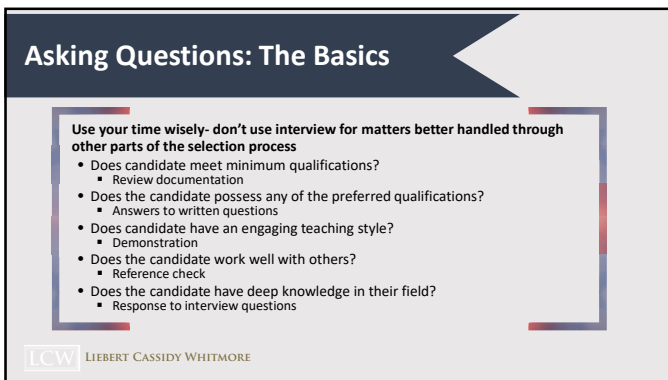 Asking Questions: The Basics
Use your time wisely- don't use interview for matters better handled through
other parts of the selection process
• Does candidate meet minimum qualifications?
▪ Review documentation
• Does the candidate possess any of the preferred qualifications?
▪ Answers to written questions
• Does candidate have an engaging teaching style?
▪ Demonstration
• Does the candidate work well with others?
▪ Reference check
• Does the candidate have deep knowledge in their field?
▪ Response to interview questions
LCW LIEBERT CASSIDY WHITMORE